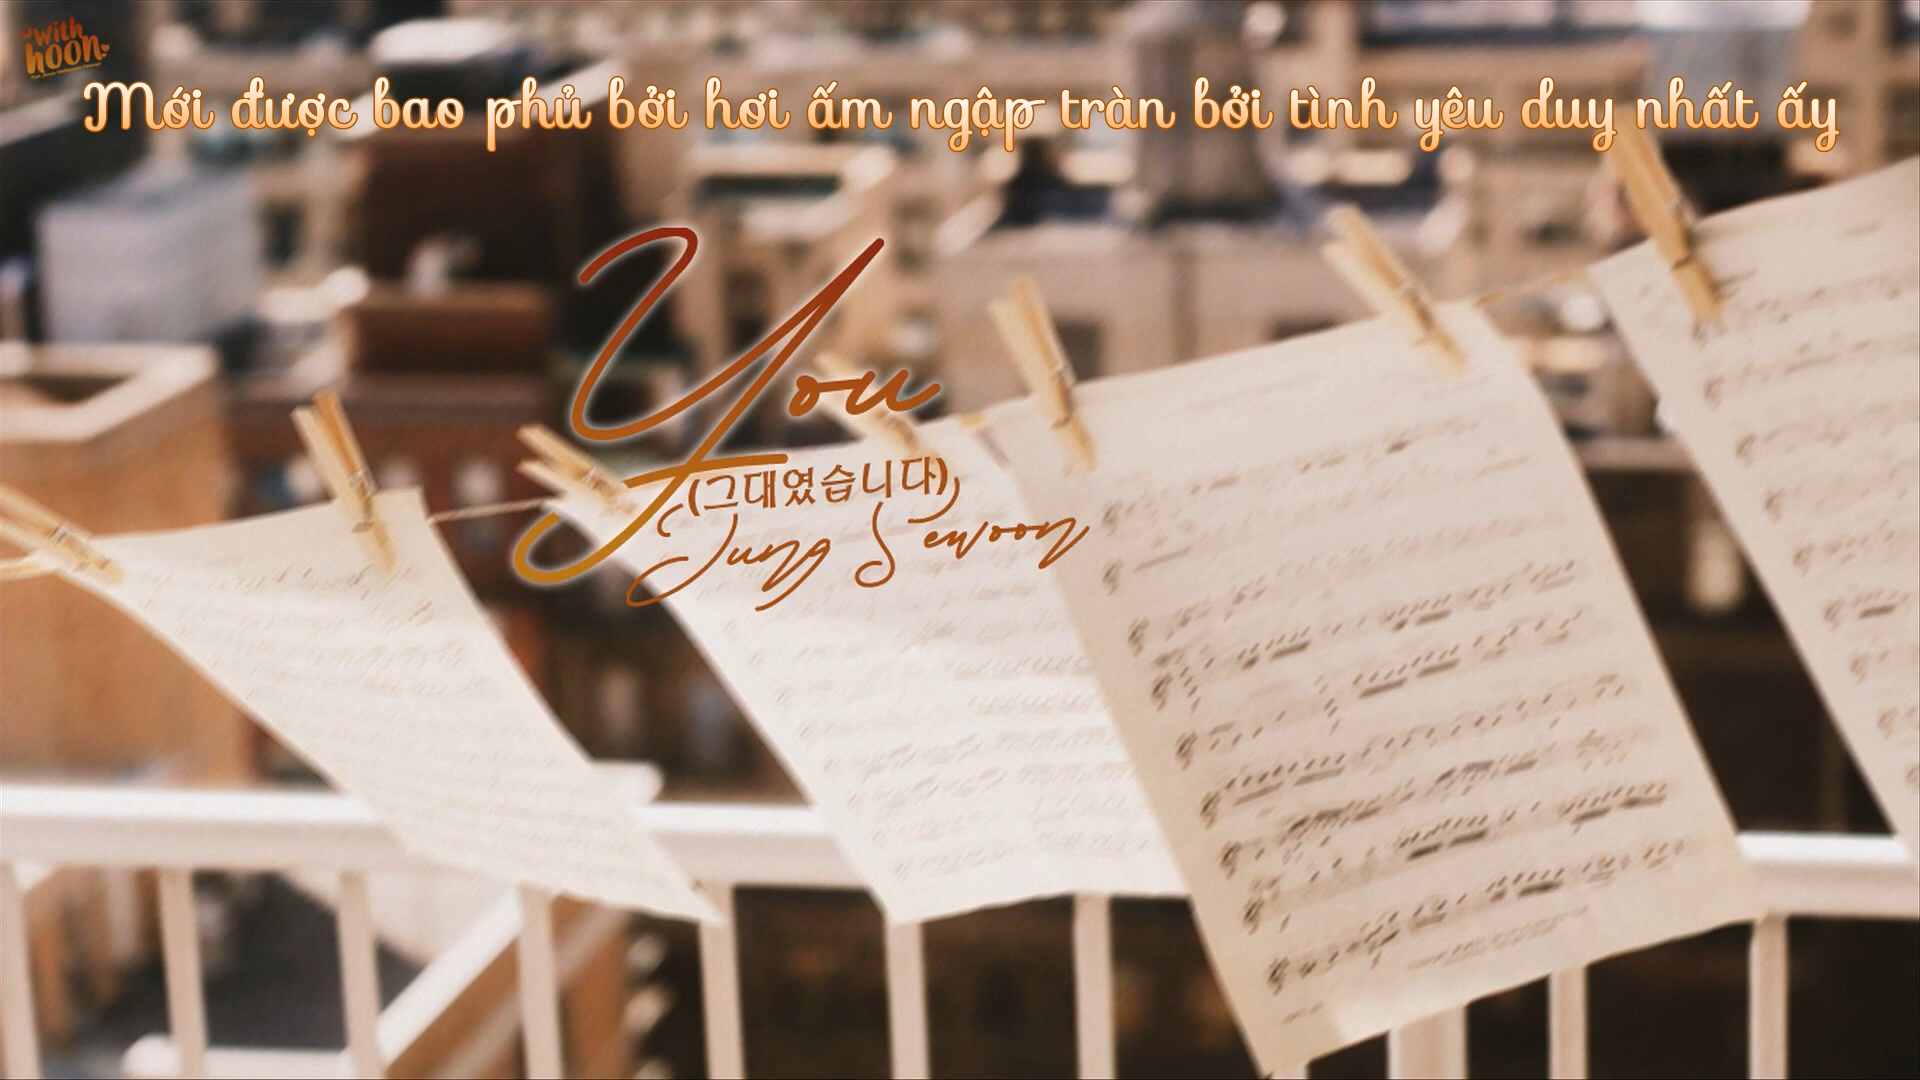 with
hoon
Mới được bao phủ bởi hơi ấm ngập tràn bởi tình yêu duy nhất ấy
You
(그대였습니다)
Jung Sewoon